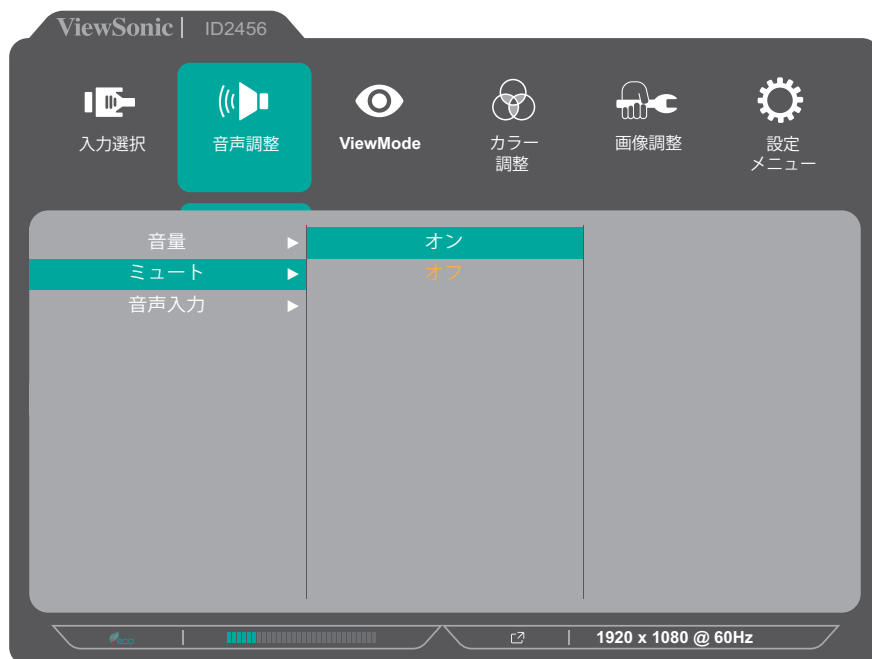 ViewSonic | ID2456
入力選択
音声調整
ViewMode
カラー
調整
画像調整
設定
メニュー
音量 ▶ オン
ミュート ▶ オフ
音声入力 ▶
eco | 1920 x 1080 @ 60Hz